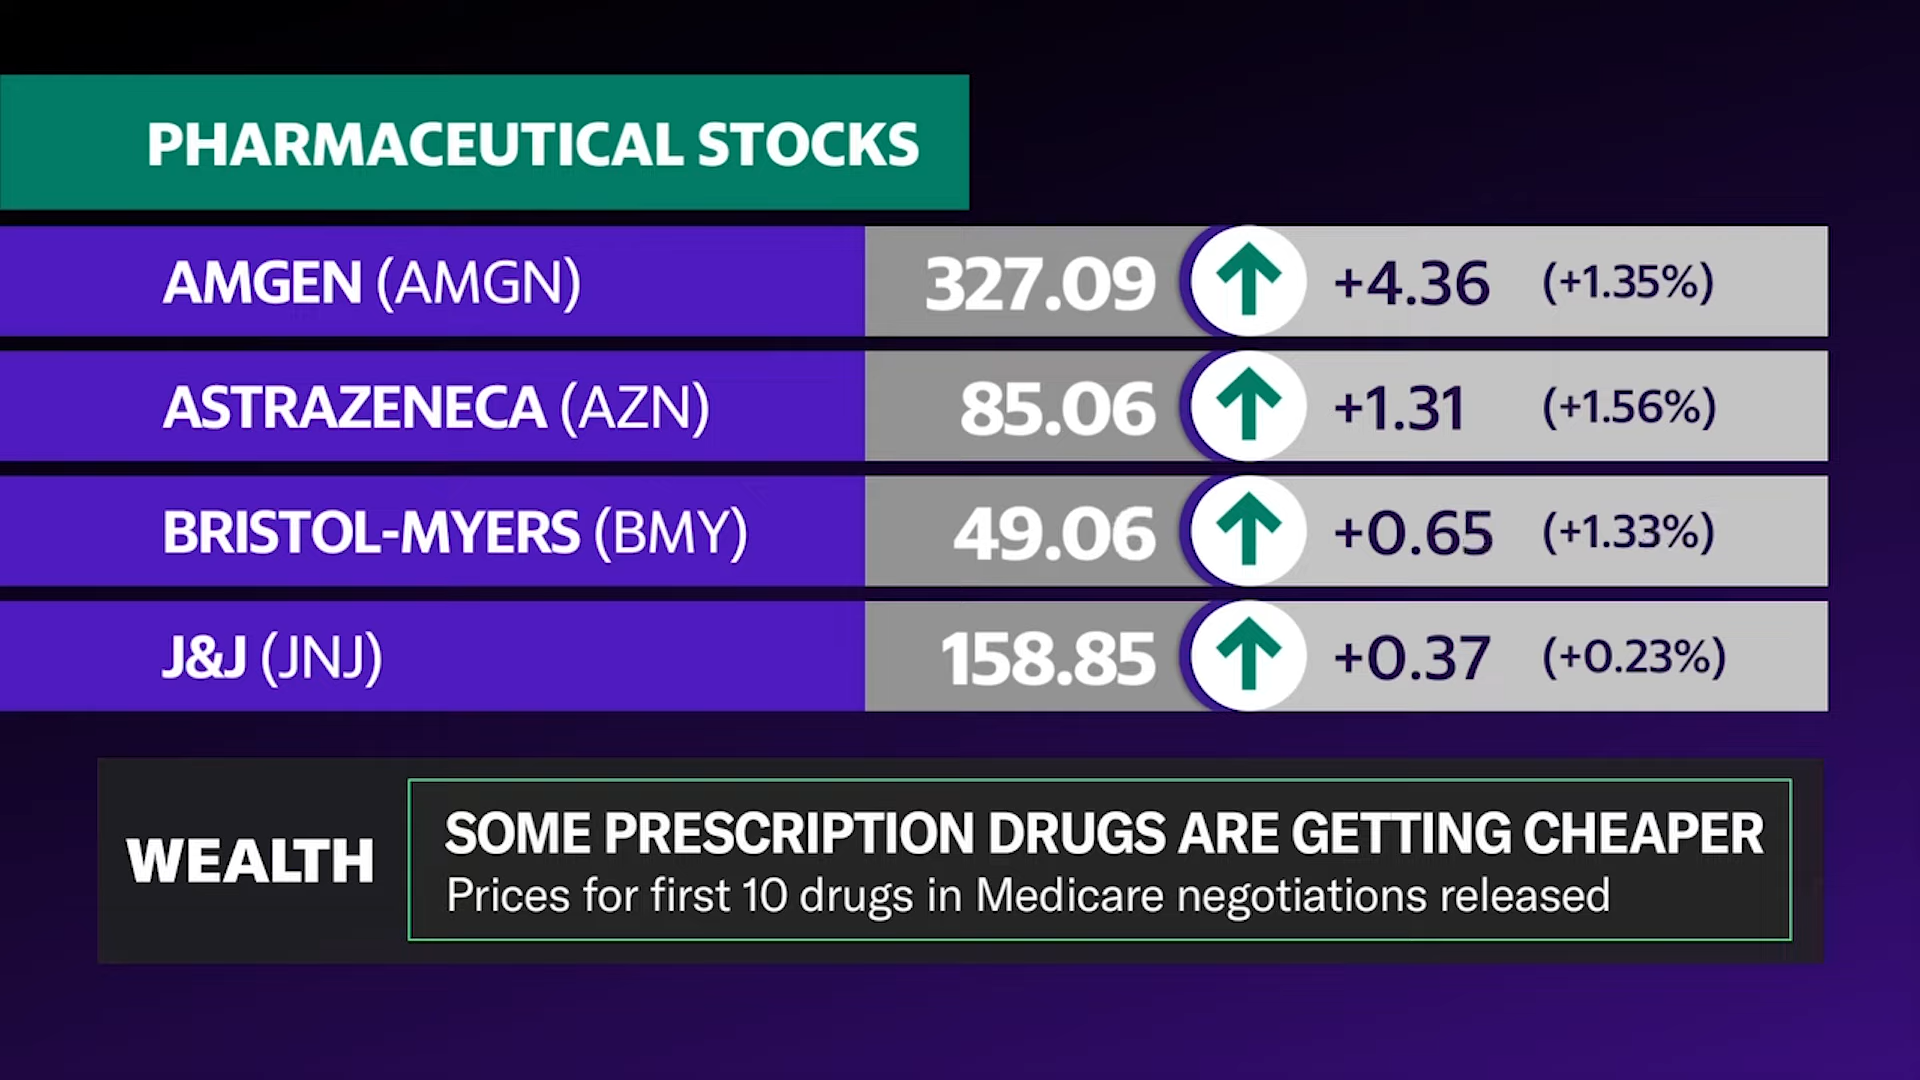 PHARMACEUTICAL STOCKS
AMGEN (AMGN) 327.09 +4.36 (+1.35%)
ASTRAZENECA (AZN) 85.06 +1.31 (+1.56%)
BRISTOL-MYERS (BMY) 49.06 +0.65 (+1.33%)
J&J (JNJ) 158.85 +0.37 (+0.23%)
WEALTH
SOME PRESCRIPTION DRUGS ARE GETTING CHEAPER
Prices for first 10 drugs in Medicare negotiations released